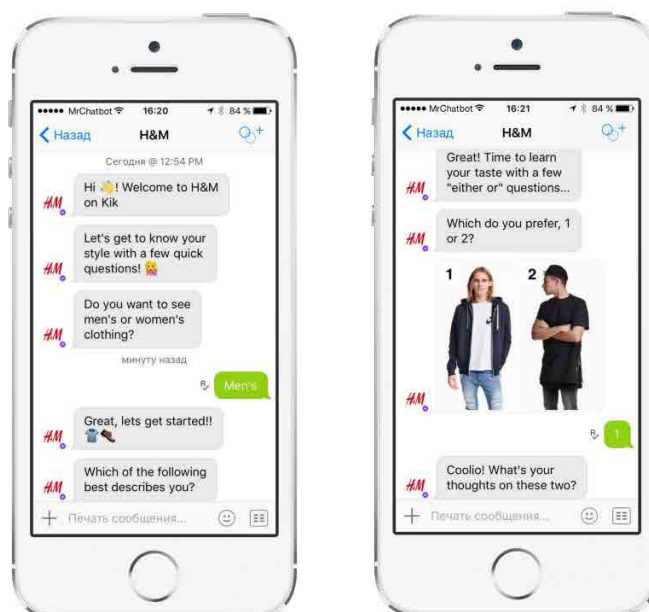 MrChatbot 16:20 84 %
Назад H&M
Сегодня @ 12:54 PM
Hi 👋! Welcome to H&M
on Kik
H&M
Let's get to know your
style with a few quick
questions! 🙈
H&M
Do you want to see
men's or women's
clothing?
H&M
минуту назад
Men's
Great, lets get started!!
👕👞
H&M
Which of the following
best describes you?
H&M
Печать сообщения...
MrChatbot 16:21 84 %
Назад H&M
Great! Time to learn
your taste with a few
"either or" questions...
H&M
Which do you prefer, 1
or 2?
H&M
1 2
H&M
1
Coolio! What's your
thoughts on these two?
H&M
Печать сообщения...